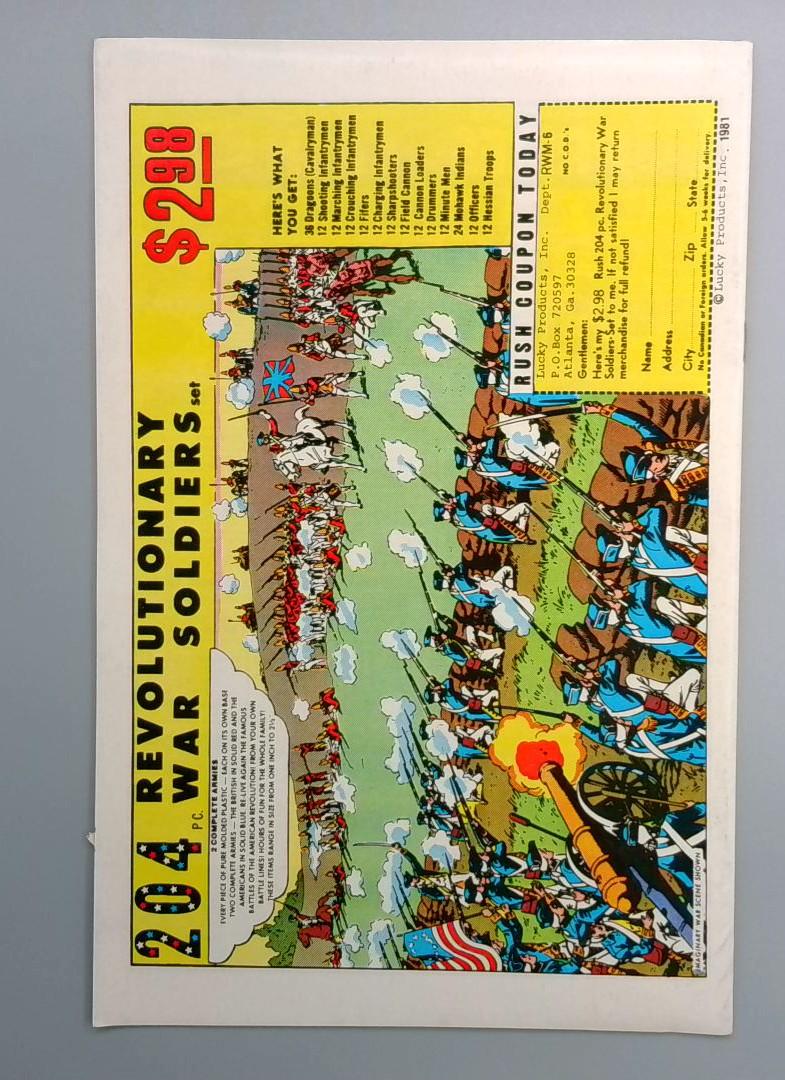 204 PC. REVOLUTIONARY
WAR SOLDIERS set
$2.98
2 COMPLETE ARMIES
EVERY PIECE OF PURE MOLDED PLASTIC — EACH ON ITS OWN BASE
TWO COMPLETE ARMIES — THE BRITISH IN SOLID RED AND THE
AMERICANS IN SOLID BLUE. RE-LIVE AGAIN THE FAMOUS
BATTLES OF THE AMERICAN REVOLUTION! FROM YOUR OWN
BATTLE LINES! HOURS OF FUN FOR THE WHOLE FAMILY!
THESE ITEMS RANGE IN SIZE FROM ONE INCH TO 2½"
HERE'S WHAT
YOU GET:
36 Dragoons (Cavalryman)
12 Shooting Infantrymen
12 Marching Infantrymen
12 Crouching Infantrymen
12 Fifers
12 Charging Infantrymen
12 Sharpshooters
12 Field Cannon
12 Cannon Loaders
12 Drummers
12 Minute Men
24 Mohawk Indians
12 Officers
12 Hessian Troops
RUSH COUPON TODAY
Lucky Products, Inc. Dept. RWM-6
P.O. Box 720597 NO C.O.D.'s
Atlanta, Ga. 30328
Gentlemen:
Here's my $2.98 Rush 204 pc. Revolutionary War
Soldiers Set to me. If not satisfied I may return
merchandise for full refund!
Name
Address
City Zip State
No Canadian or Foreign orders. Allow 5-6 weeks for delivery.
© Lucky Products, Inc. 1981
IMAGINARY WAR SCENE SHOWN